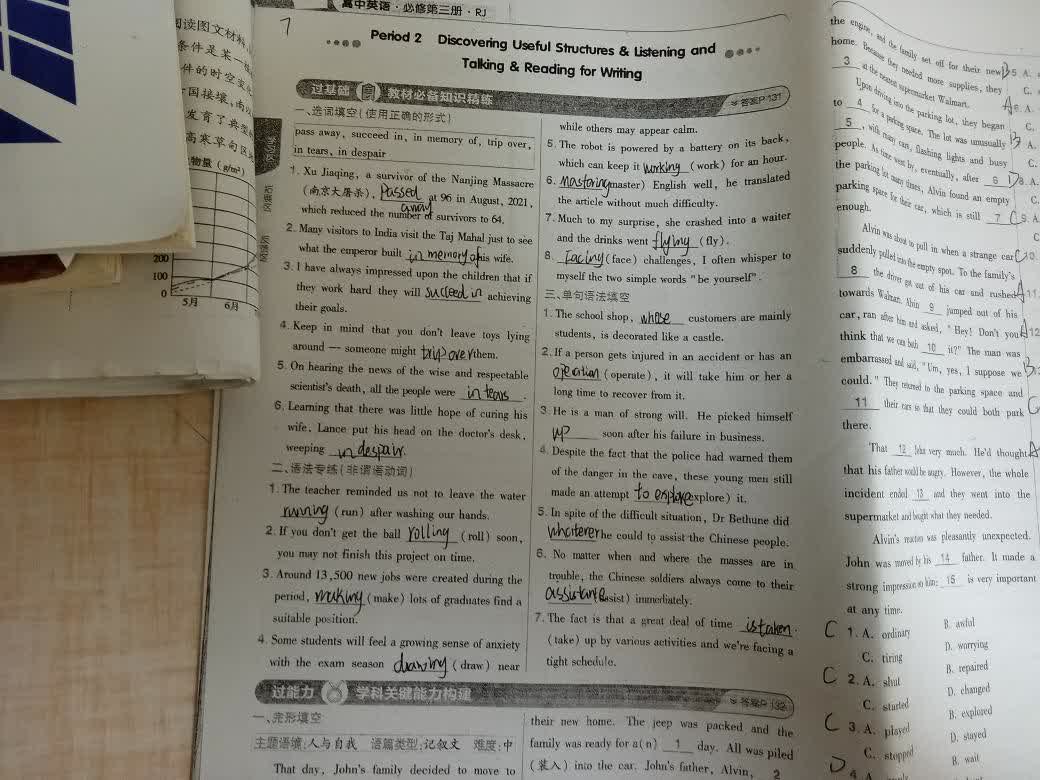 阅读图文材料
条件是某一
件的时空变
国接壤,南
发育了典型
高寒草甸区
物量(g/m²)
200
100
0
5月
6月
7
高中英语·必修第三册·RJ
Period 2 Discovering Useful Structures & Listening and
Talking & Reading for Writing
过基础 教材必备知识精练
答案P.131
一、选词填空(使用正确的形式)
pass away, succeed in, in memory of, trip over,
in tears, in despair
1. Xu Jiaqing, a survivor of the Nanjing Massacre
(南京大屠杀), passed away at 96 in August, 2021,
which reduced the number of survivors to 64.
2. Many visitors to India visit the Taj Mahal just to see
what the emperor built in memory of his wife.
3. I have always impressed upon the children that if
they work hard they will succeed in achieving
their goals.
4. Keep in mind that you don't leave toys lying
around — someone might trip over them.
5. On hearing the news of the wise and respectable
scientist's death, all the people were in tears.
6. Learning that there was little hope of curing his
wife, Lance put his head on the doctor's desk,
weeping in despair.
二、语法专练(非谓语动词)
1. The teacher reminded us not to leave the water
running (run) after washing our hands.
2. If you don't get the ball rolling (roll) soon,
you may not finish this project on time.
3. Around 13,500 new jobs were created during the
period, making (make) lots of graduates find a
suitable position.
4. Some students will feel a growing sense of anxiety
with the exam season drawing (draw) near
while others may appear calm.
5. The robot is powered by a battery on its back,
which can keep it working (work) for an hour.
6. Mastering (master) English well, he translated
the article without much difficulty.
7. Much to my surprise, she crashed into a waiter
and the drinks went flying (fly).
8. Facing (face) challenges, I often whisper to
myself the two simple words "be yourself".
三、单句语法填空
1. The school shop, whose customers are mainly
students, is decorated like a castle.
2. If a person gets injured in an accident or has an
operation (operate), it will take him or her a
long time to recover from it.
3. He is a man of strong will. He picked himself
up soon after his failure in business.
4. Despite the fact that the police had warned them
of the danger in the cave, these young men still
made an attempt to explore (explore) it.
5. In spite of the difficult situation, Dr Bethune did
whatever he could to assist the Chinese people.
6. No matter when and where the masses are in
trouble, the Chinese soldiers always come to their
assistance (assist) immediately.
7. The fact is that a great deal of time is taken
(take) up by various activities and we're facing a
tight schedule.
过能力 学科关键能力构建
答案P.132
一、完形填空
主题语境:人与自我 语篇类型:记叙文 难度:中
That day, John's family decided to move to
their new home. The jeep was packed and the
family was ready for a(n) 1 day. All was piled
(装入) into the car. John's father, Alvin, 2
the engine, and the family set off for their new
home. Because they needed more supplies, they
3 at the nearest supermarket Walmart.
Upon driving into the parking lot, they began
to 4 for a parking space. The lot was unusually
5, with many cars, flashing lights and busy
people. As time went by, eventually, after 6
the parking lot many times, Alvin found an empty
parking space for their car, which is still 7
enough.
Alvin was about to pull in when a strange car
suddenly pulled into the empty spot. To the family's
8 the driver got out of his car and rushed
towards Walmart. Alvin 9 jumped out of his
car, ran after him and asked, "Hey! Don't you
think that we can both 10 it?" The man was
embarrassed and said, "Um, yes, I suppose we
could." They returned to the parking space and
11 their cars so that they could both park
there.
That 12 John very much. He'd thought
that his father would be angry. However, the whole
incident ended 13 and they went into the
supermarket and bought what they needed.
Alvin's reaction was pleasantly unexpected.
John was moved by his 14 father. It made a
strong impression on him: 15 is very important
at any time.
C 1. A. ordinary B. awful
C. tiring D. worrying
C 2. A. shut B. repaired
C. started D. changed
C 3. A. played B. explored
C. stopped D. stayed
B. wait